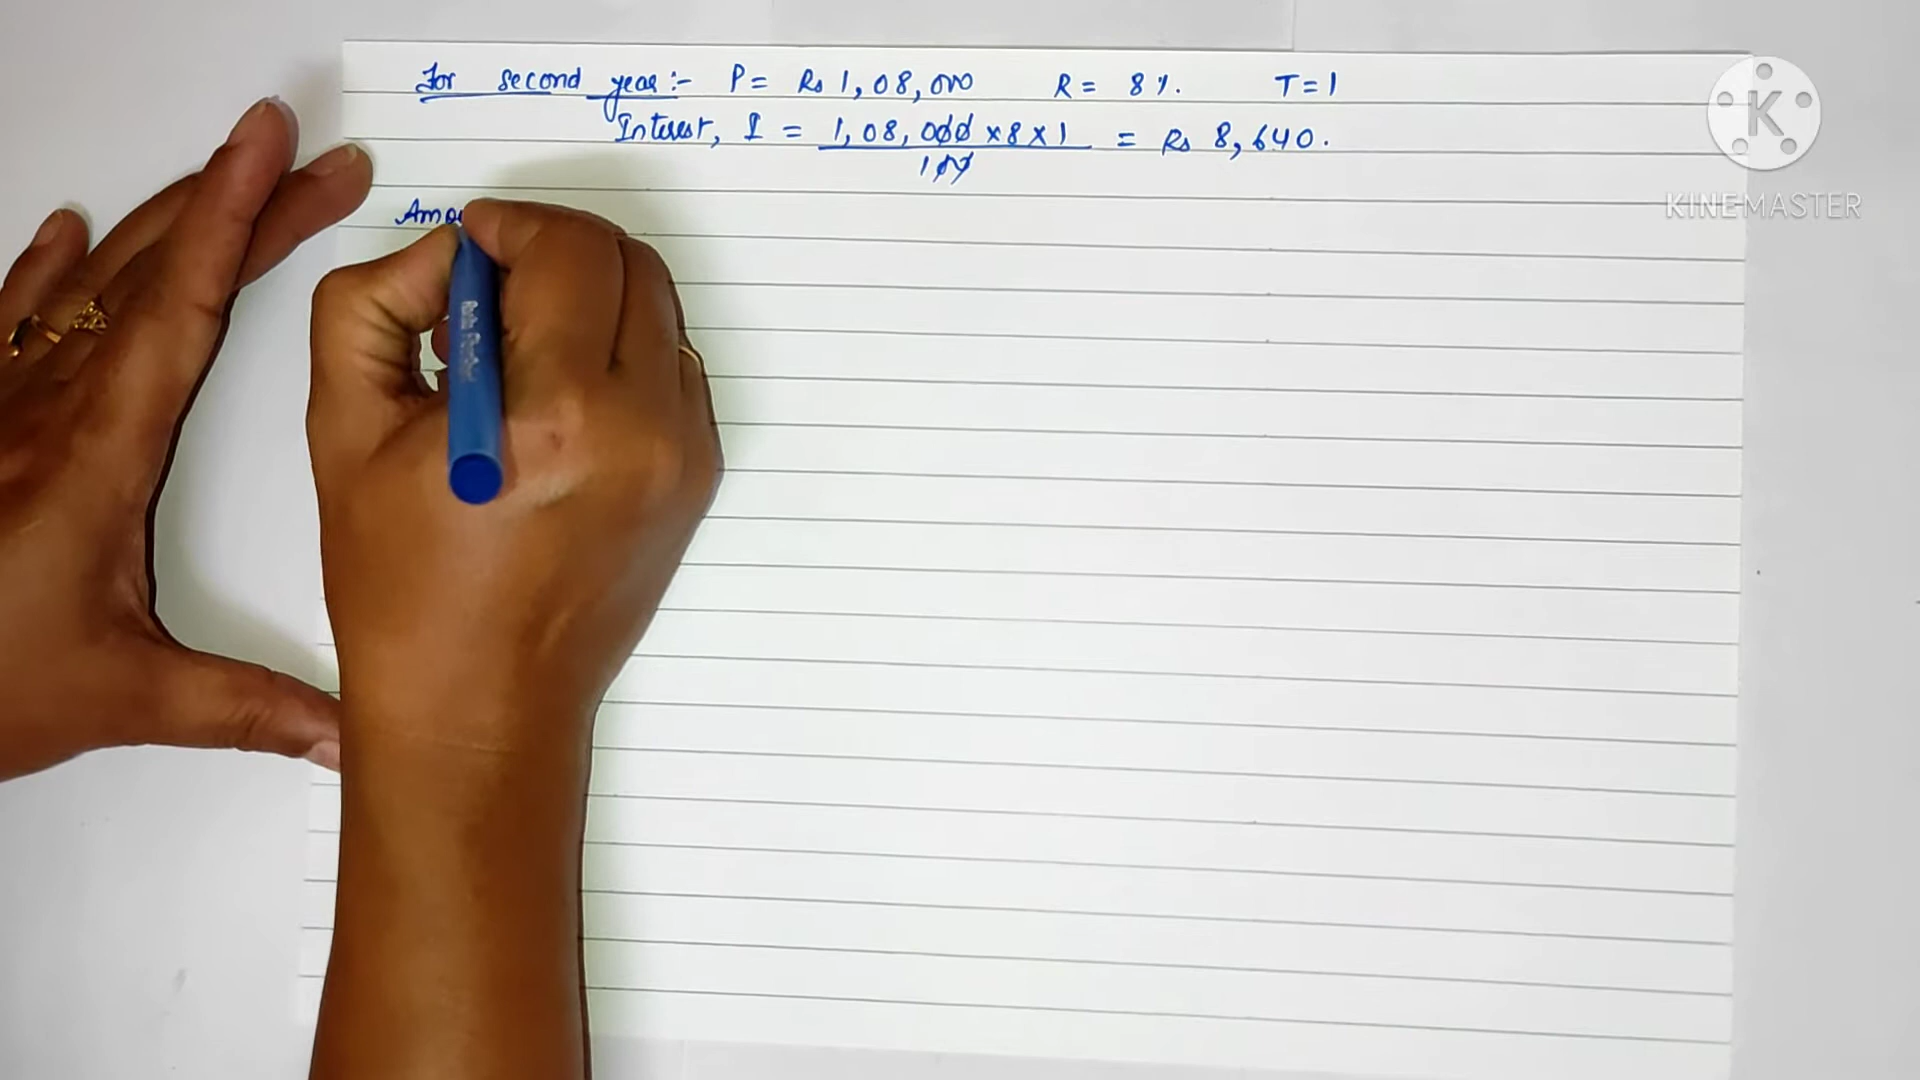 For second year :- P = Rs 1,08,000 R = 8 %. T = 1
Interest, I = 1,08,000 × 8 × 1 = Rs 8,640.
100
Amou
K
KINEMASTER